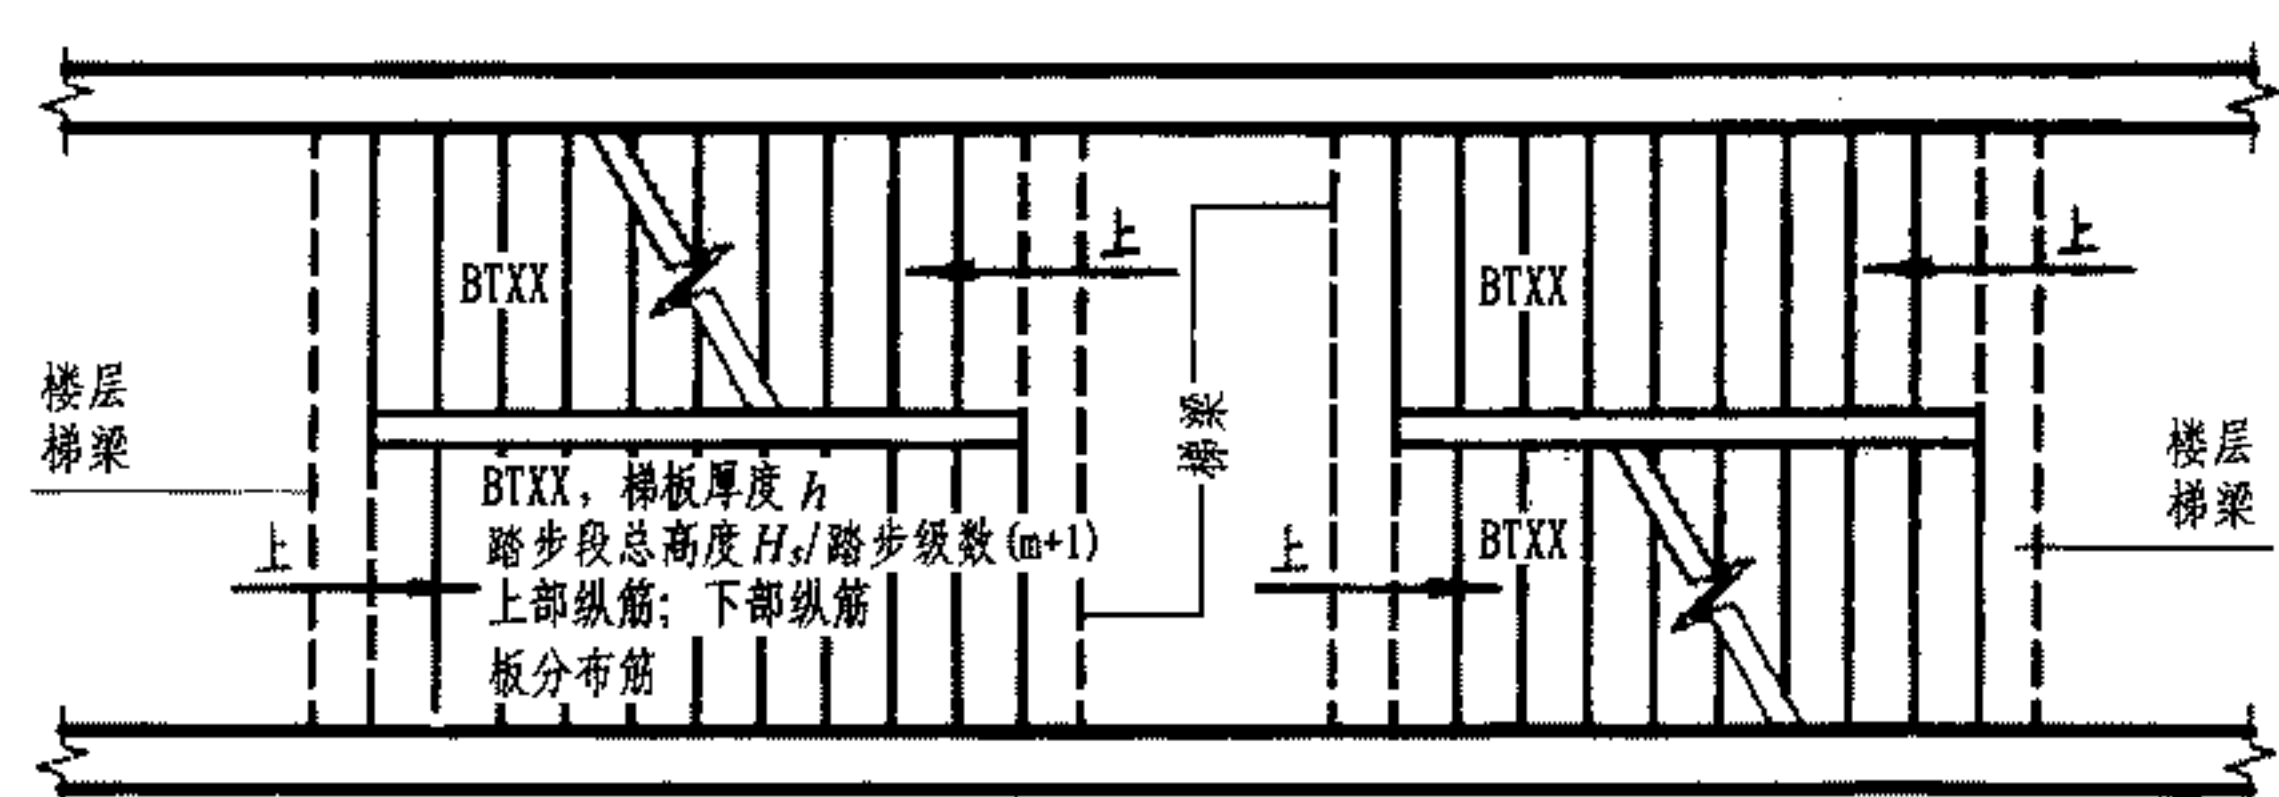 上
上
BTXX
BTXX
楼层
梯梁
梯梁
楼层
梯梁
BTXX，梯板厚度 h
踏步段总高度 Hs/踏步级数(m+1)
上部纵筋；下部纵筋
板分布筋
上
上
BTXX